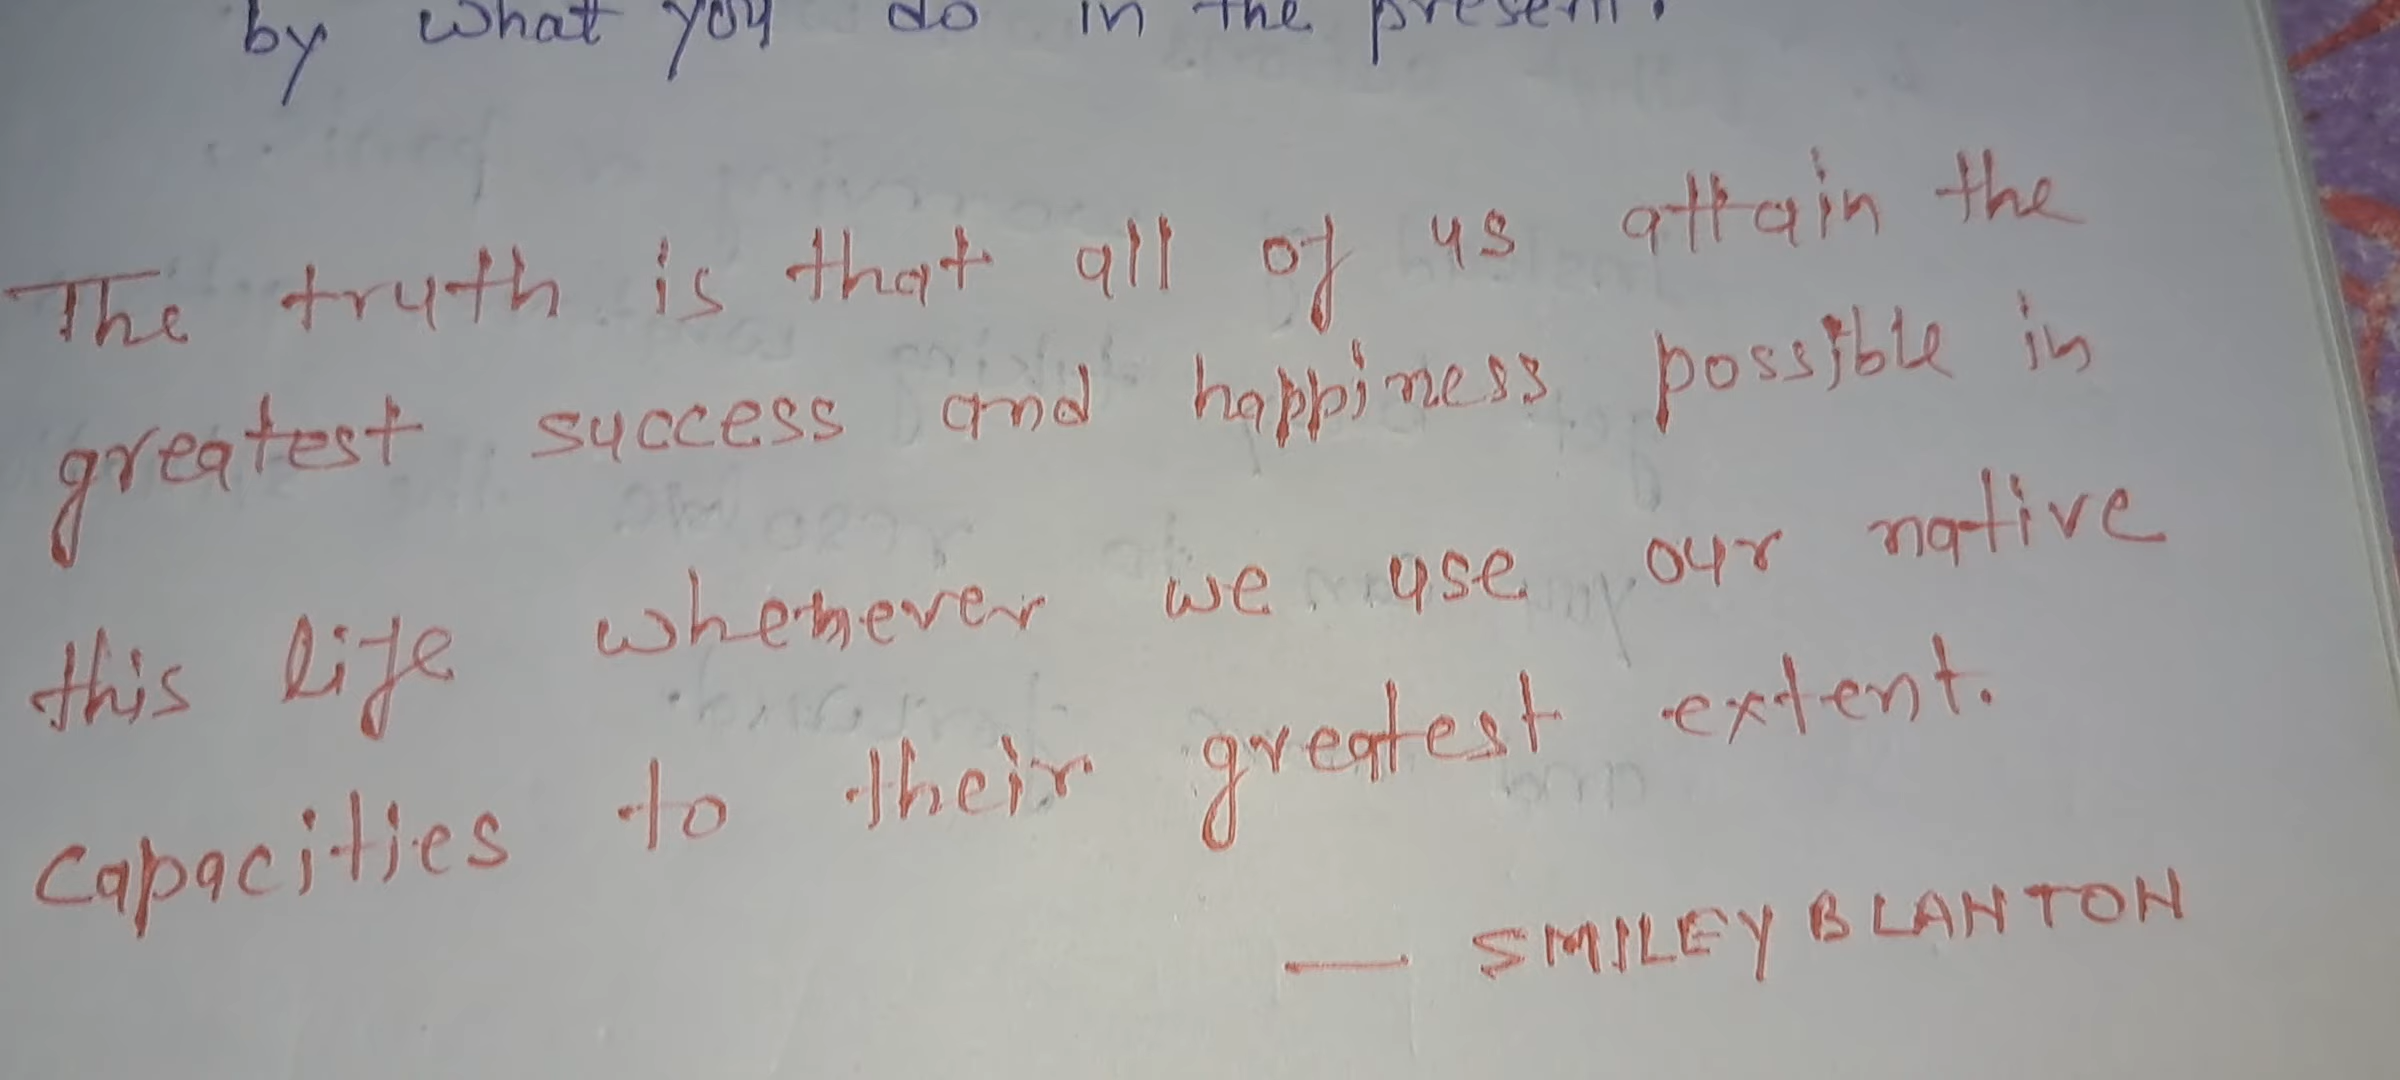 by what you do in the present.
The truth is that all of us attain the
greatest success and happiness possible in
this life whenever we use our native
capacities to their greatest extent.
— SMILEY BLANTON